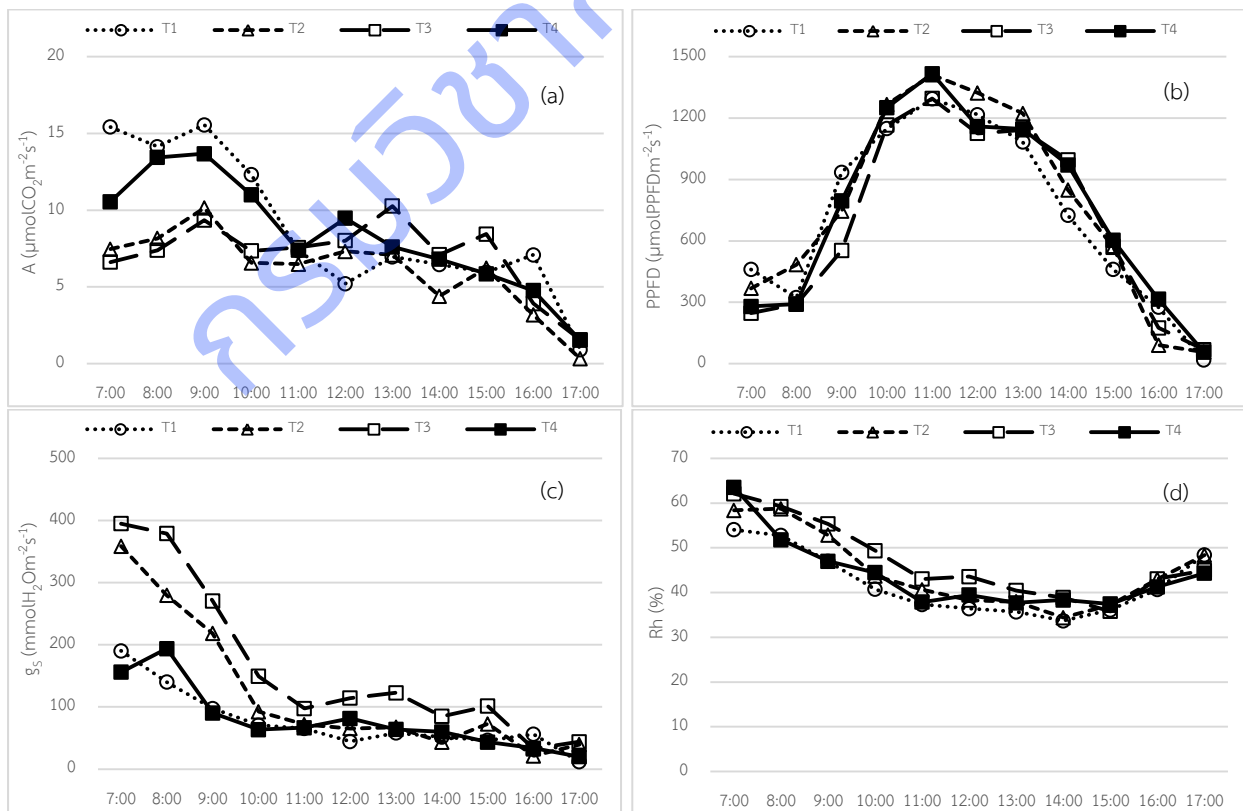 T1 T2 T3 T4
(a)
A (µmolCO₂m⁻²s⁻¹)
20
15
10
5
0
7:00 8:00 9:00 10:00 11:00 12:00 13:00 14:00 15:00 16:00 17:00
T1 T2 T3 T4
(b)
PPFD (µmolPPFDm⁻²s⁻¹)
1500
1200
900
600
300
0
7:00 8:00 9:00 10:00 11:00 12:00 13:00 14:00 15:00 16:00 17:00
T1 T2 T3 T4
(c)
gₛ (mmolH₂Om⁻²s⁻¹)
500
400
300
200
100
0
7:00 8:00 9:00 10:00 11:00 12:00 13:00 14:00 15:00 16:00 17:00
T1 T2 T3 T4
(d)
Rh (%)
70
60
50
40
30
20
10
0
7:00 8:00 9:00 10:00 11:00 12:00 13:00 14:00 15:00 16:00 17:00